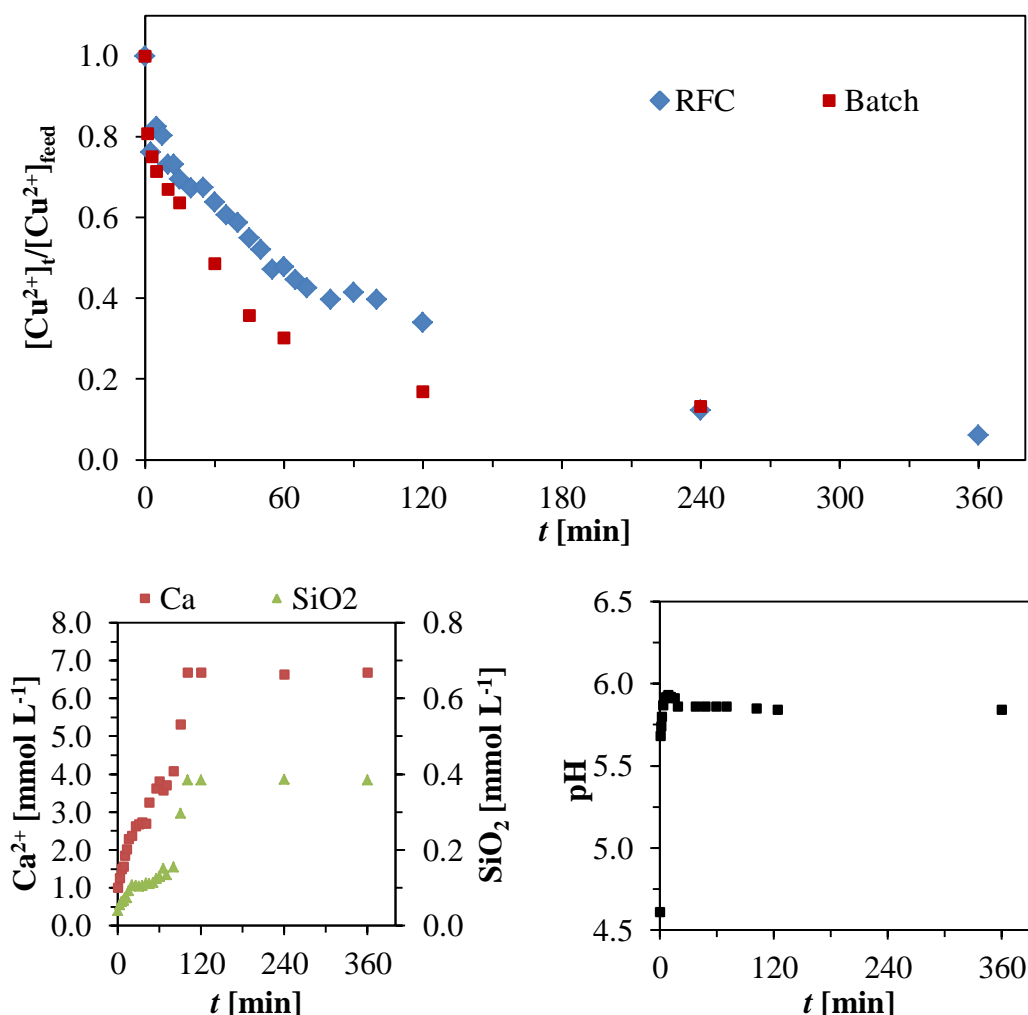 RFC Batch
[Cu²⁺]ₜ/[Cu²⁺]feed
1.0
0.8
0.6
0.4
0.2
0.0
0 60 120 180 240 300 360
t [min]
Ca SiO2
Ca²⁺ [mmol L⁻¹]
8.0
7.0
6.0
5.0
4.0
3.0
2.0
1.0
0.0
0.8
0.6
0.4
0.2
0.0
SiO₂ [mmol L⁻¹]
0 120 240 360
t [min]
pH
6.5
6.0
5.5
5.0
4.5
0 120 240 360
t [min]